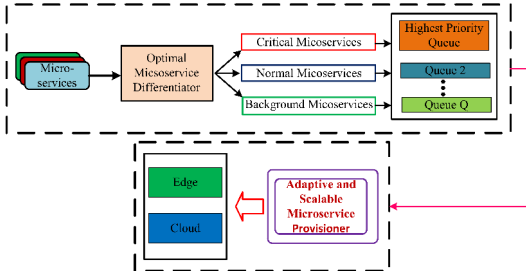 Micro-
services
Optimal
Micsoservice
Differentiator
Critical Micoservices
Normal Micoservices
Background Micoservices
Highest Priority
Queue
Queue 2
Queue Q
Edge
Cloud
Adaptive and
Scalable
Microservice
Provisioner